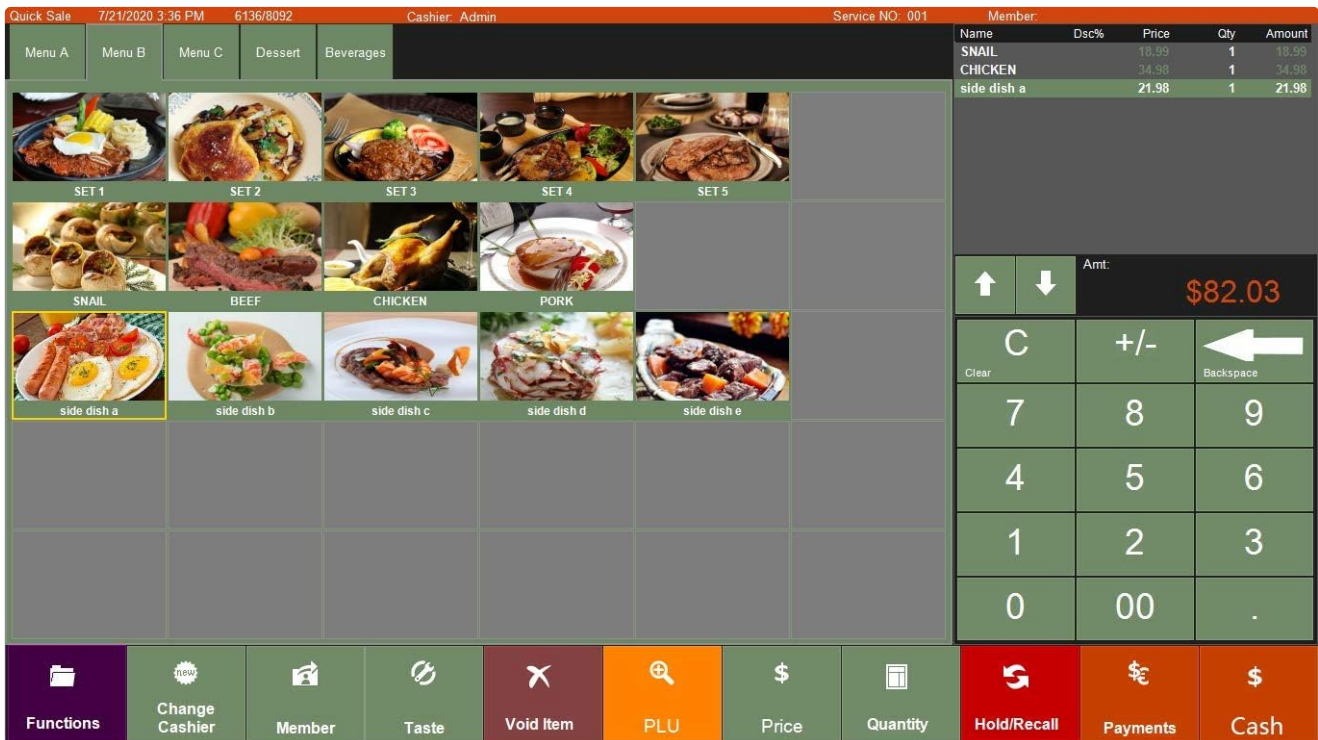 Quick Sale 7/21/2020 3:36 PM 6136/8092 Cashier: Admin Service NO: 001 Member:
Menu A Menu B Menu C Dessert Beverages
Name Dsc% Price Qty Amount
SNAIL 18.99 1 18.99
CHICKEN 34.98 1 34.98
side dish a 21.98 1 21.98
SET 1 SET 2 SET 3 SET 4 SET 5
SNAIL BEEF CHICKEN PORK
side dish a side dish b side dish c side dish d side dish e
Amt:
$82.03
C +/-
Clear Backspace
7 8 9
4 5 6
1 2 3
0 00 .
new $ $€ $
Functions Change Cashier Member Taste Void Item PLU Price Quantity Hold/Recall Payments Cash